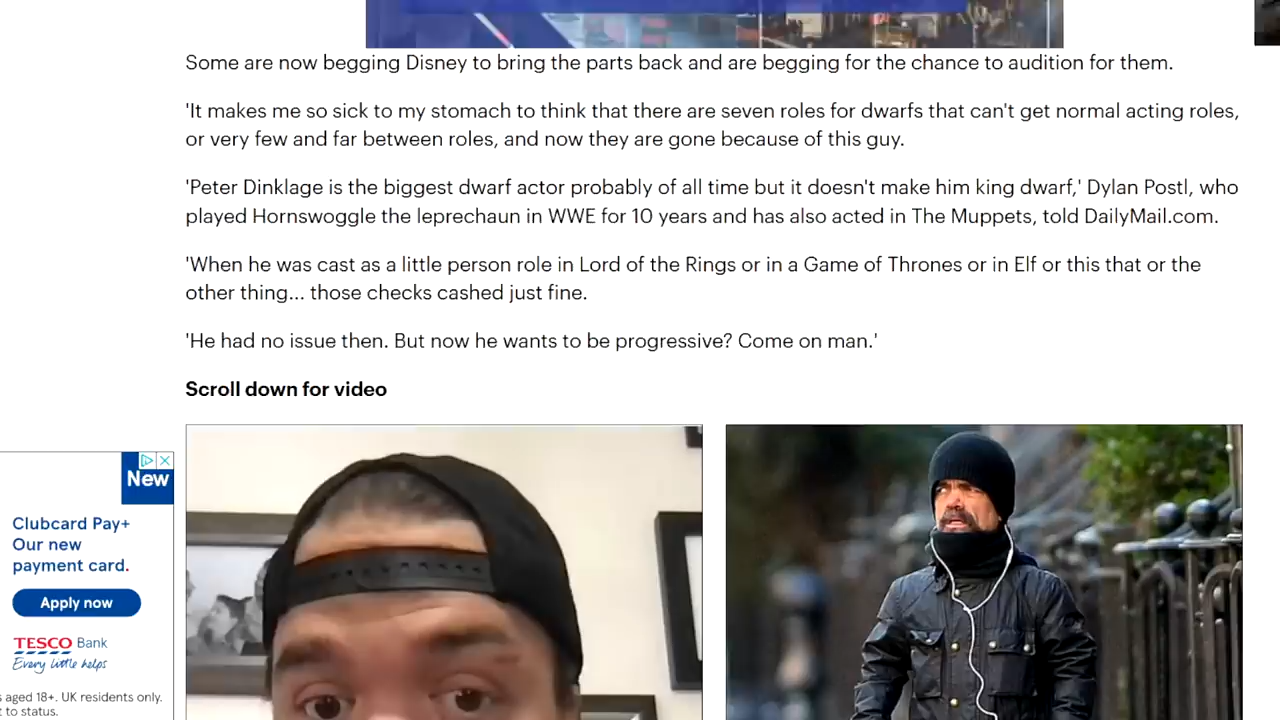 Some are now begging Disney to bring the parts back and are begging for the chance to audition for them.
'It makes me so sick to my stomach to think that there are seven roles for dwarfs that can't get normal acting roles,
or very few and far between roles, and now they are gone because of this guy.
'Peter Dinklage is the biggest dwarf actor probably of all time but it doesn't make him king dwarf,' Dylan Postl, who
played Hornswoggle the leprechaun in WWE for 10 years and has also acted in The Muppets, told DailyMail.com.
'When he was cast as a little person role in Lord of the Rings or in a Game of Thrones or in Elf or this that or the
other thing... those checks cashed just fine.
'He had no issue then. But now he wants to be progressive? Come on man.'
Scroll down for video
New
Clubcard Pay+
Our new
payment card.
Apply now
TESCO Bank
Every little helps
s aged 18+. UK residents only.
t to status.